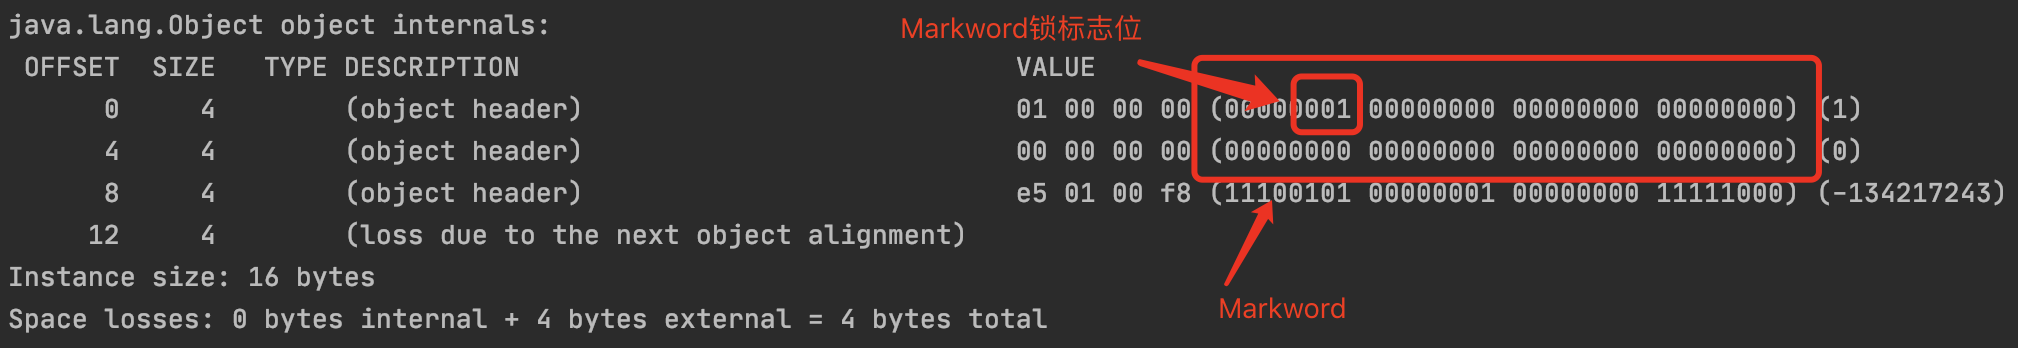 Markword锁标志位
java.lang.Object object internals:
OFFSET SIZE TYPE DESCRIPTION VALUE
0 4 (object header) 01 00 00 00 (00000001 00000000 00000000 00000000) (1)
4 4 (object header) 00 00 00 00 (00000000 00000000 00000000 00000000) (0)
8 4 (object header) e5 01 00 f8 (11100101 00000001 00000000 11111000) (-134217243)
12 4 (loss due to the next object alignment)
Instance size: 16 bytes
Markword
Space losses: 0 bytes internal + 4 bytes external = 4 bytes total